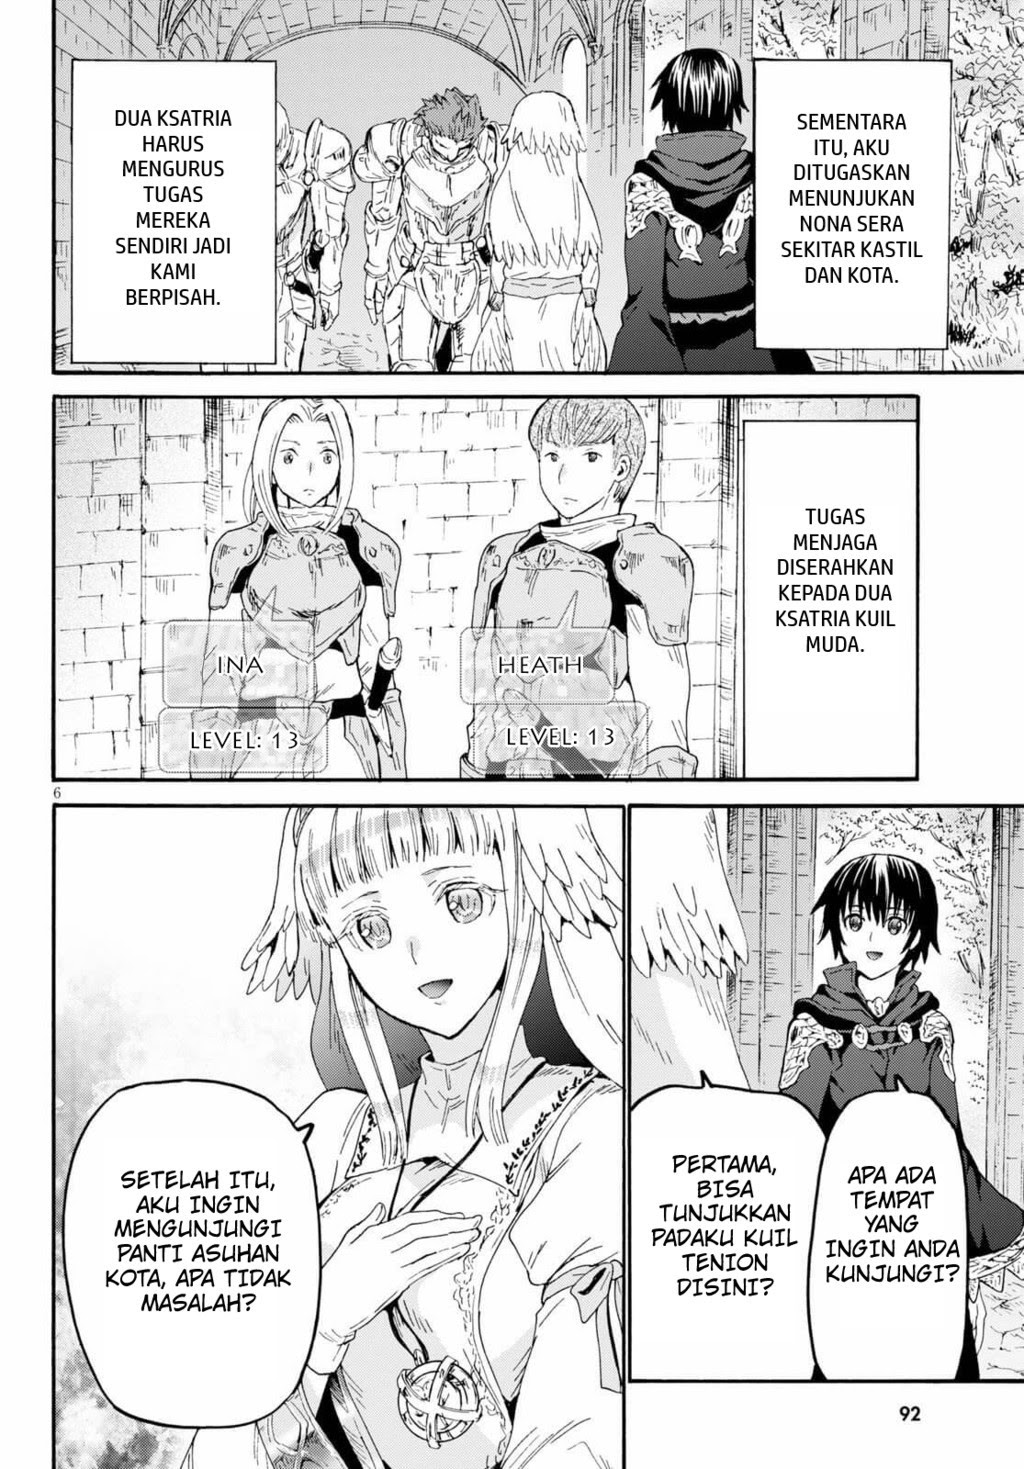 SEMENTARA
ITU, AKU
DITUGASKAN
MENUNJUKAN
NONA SERA
SEKITAR KASTIL
DAN KOTA.
DUA KSATRIA
HARUS
MENGURUS
TUGAS
MEREKA
SENDIRI JADI
KAMI
BERPISAH.
TUGAS
MENJAGA
DISERAHKAN
KEPADA DUA
KSATRIA KUIL
MUDA.
HEATH
LEVEL: 13
INA
LEVEL: 13
6
APA ADA
TEMPAT
YANG
INGIN ANDA
KUNJUNGI?
PERTAMA,
BISA
TUNJUKKAN
PADAKU KUIL
TENION
DISINI?
SETELAH ITU,
AKU INGIN
MENGUNJUNGI
PANTI ASUHAN
KOTA, APA TIDAK
MASALAH?
92